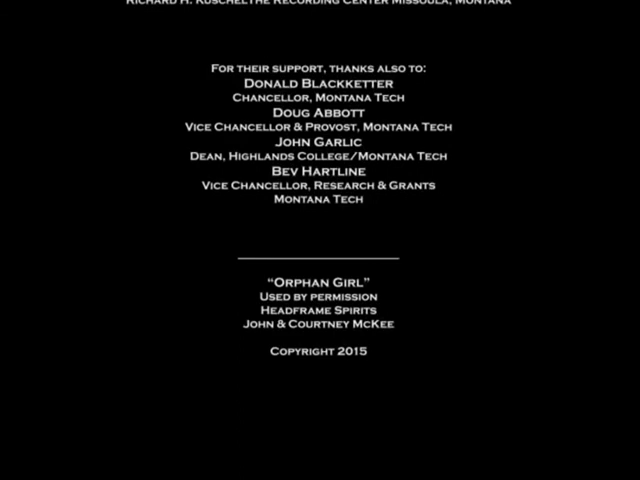 Richard H. Kuschel The Recording Center Missoula, Montana
For their support, thanks also to:
Donald Blackketter
Chancellor, Montana Tech
Doug Abbott
Vice Chancellor & Provost, Montana Tech
John Garlic
Dean, Highlands College/Montana Tech
Bev Hartline
Vice Chancellor, Research & Grants
Montana Tech
“Orphan Girl”
Used by permission
Headframe Spirits
John & Courtney McKee
Copyright 2015